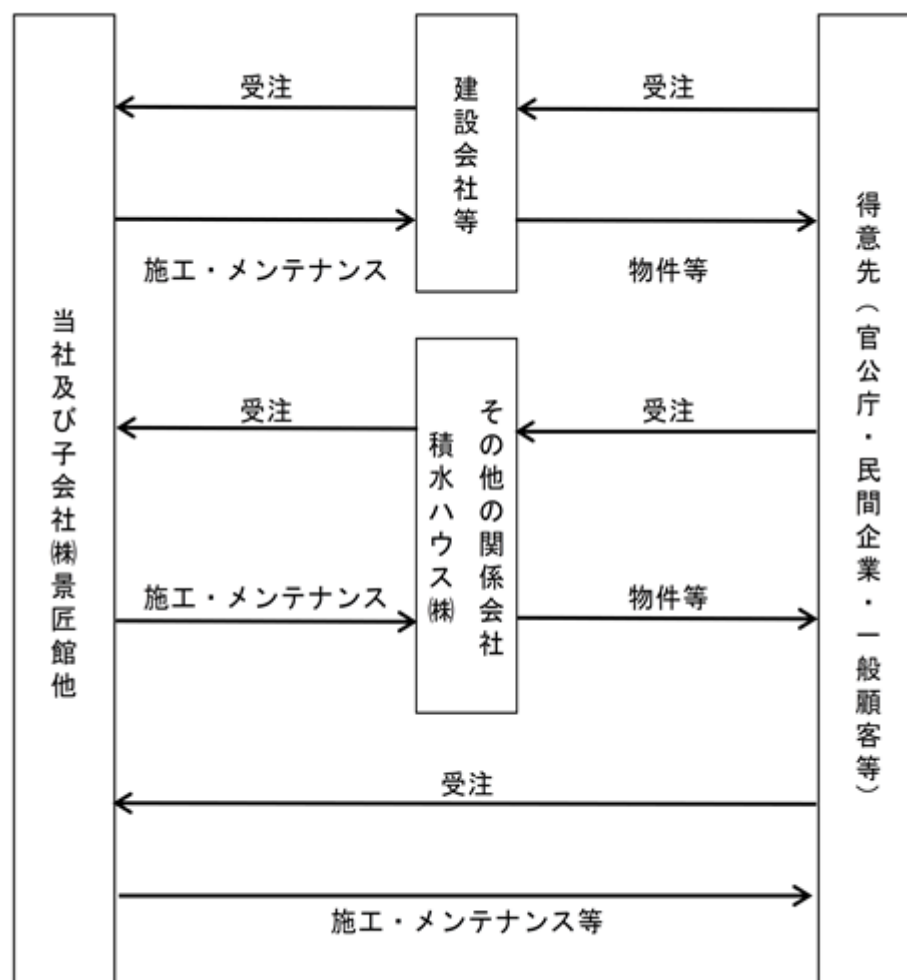 当社及び子会社㈱景匠館他
受注
建設会社等
受注
施工・メンテナンス
物件等
得意先（官公庁・民間企業・一般顧客等）
受注
その他の関係会社
積水ハウス㈱
受注
施工・メンテナンス
物件等
受注
施工・メンテナンス等